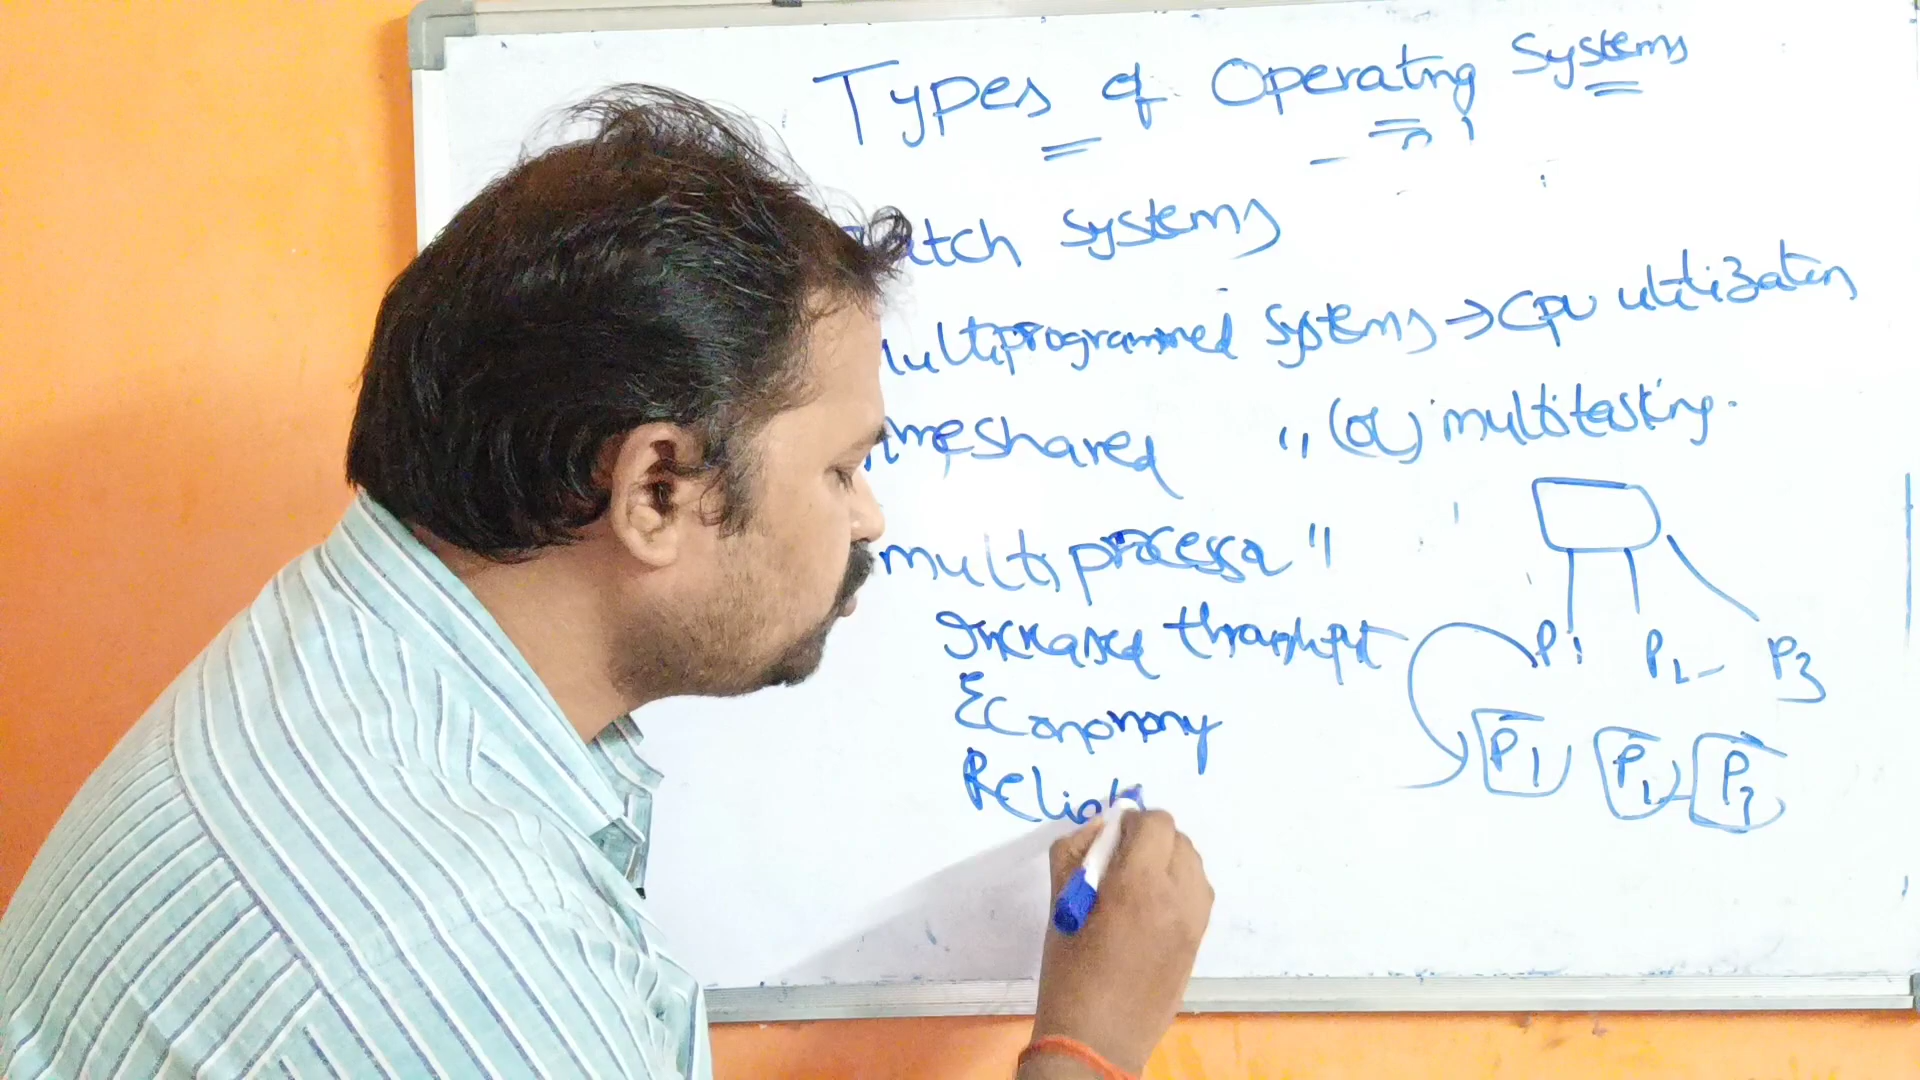 Types of Operating Systems
atch systems
ultiprogrammed systems → CPU utilization
meshared " (or) multitasking.
multiprocessor "
Increased throughput
Economy
Reliab
P1 P2 P3
P1 P2 P3